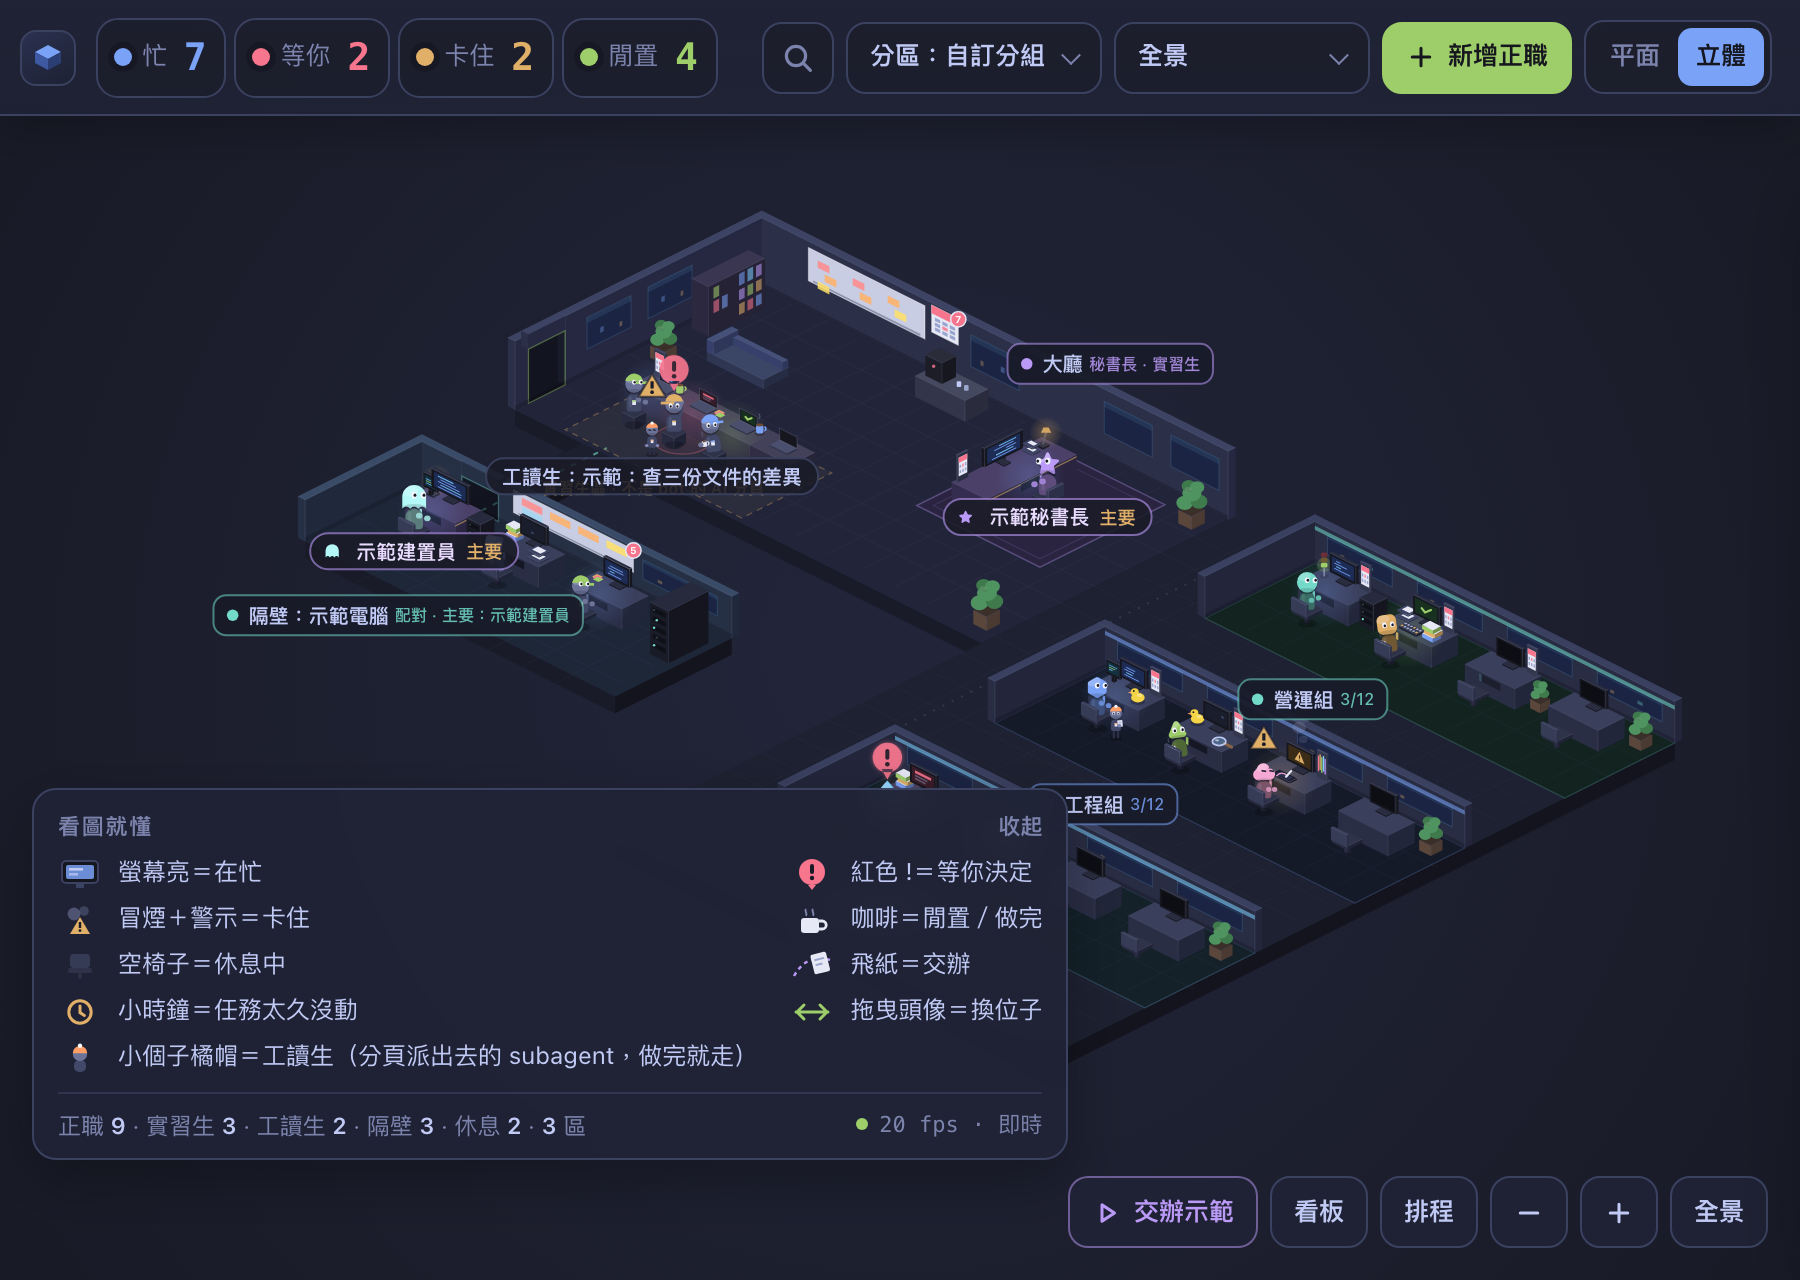 忙 7
等你 2
卡住 2
閒置 4
分區：自訂分組
全景
＋ 新增正職
平面
立體
7
大廳 秘書長 · 實習生
工讀生：示範：查三份文件的差異
示範秘書長 主要
5
示範建置員 主要
隔壁：示範電腦 配對 · 主要：示範建置員
營運組 3/12
工程組 3/12
看圖就懂
收起
螢幕亮＝在忙
紅色 !＝等你決定
冒煙＋警示＝卡住
咖啡＝閒置 / 做完
空椅子＝休息中
飛紙＝交辦
小時鐘＝任務太久沒動
拖曳頭像＝換位子
小個子橘帽＝工讀生（分頁派出去的 subagent，做完就走）
正職 9 · 實習生 3 · 工讀生 2 · 隔壁 3 · 休息 2 · 3 區
20 fps · 即時
交辦示範
看板
排程
−
+
全景